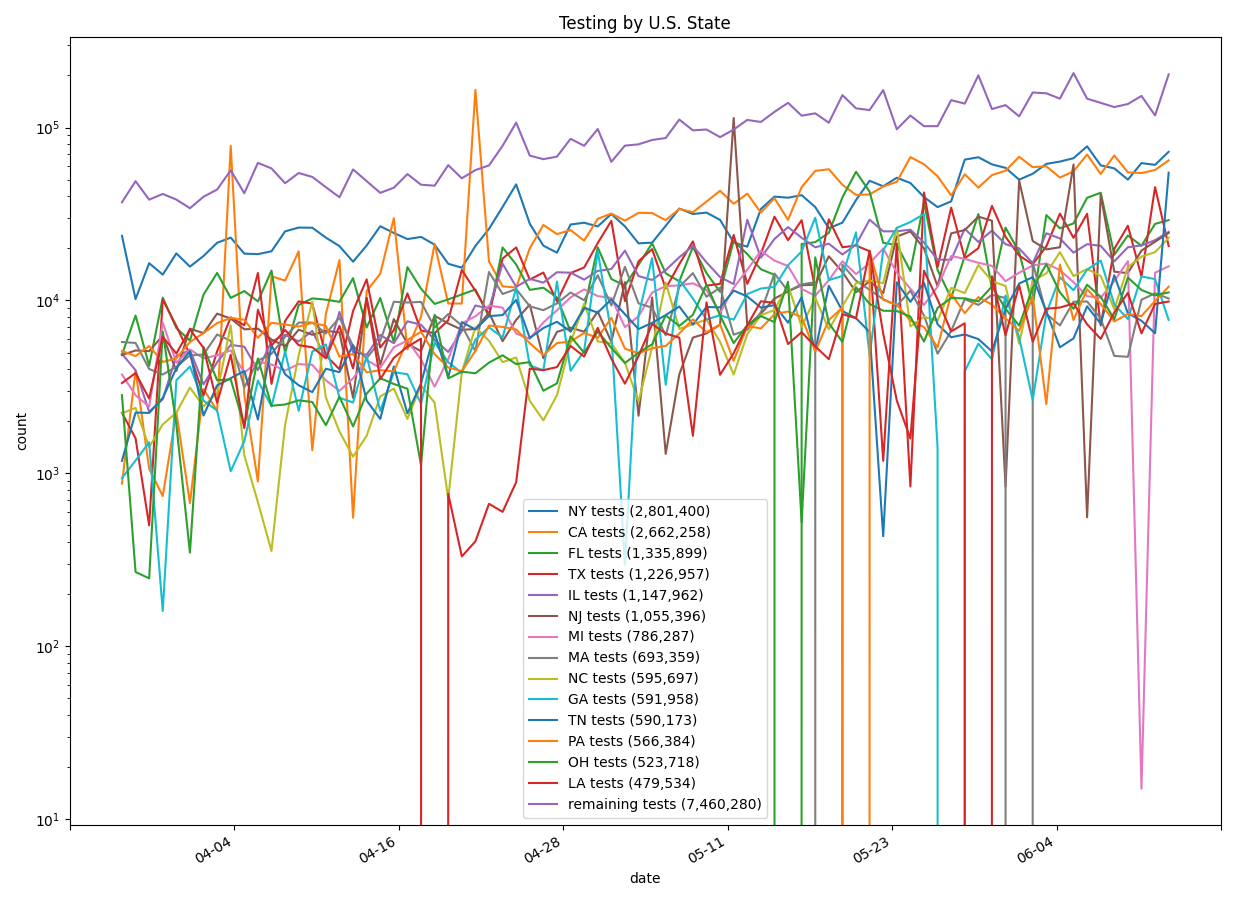 Testing by U.S. State
10^5
10^4
10^3
10^2
10^1
count
NY tests (2,801,400)
CA tests (2,662,258)
FL tests (1,335,899)
TX tests (1,226,957)
IL tests (1,147,962)
NJ tests (1,055,396)
MI tests (786,287)
MA tests (693,359)
NC tests (595,697)
GA tests (591,958)
TN tests (590,173)
PA tests (566,384)
OH tests (523,718)
LA tests (479,534)
remaining tests (7,460,280)
04-04
04-16
04-28
05-11
05-23
06-04
date